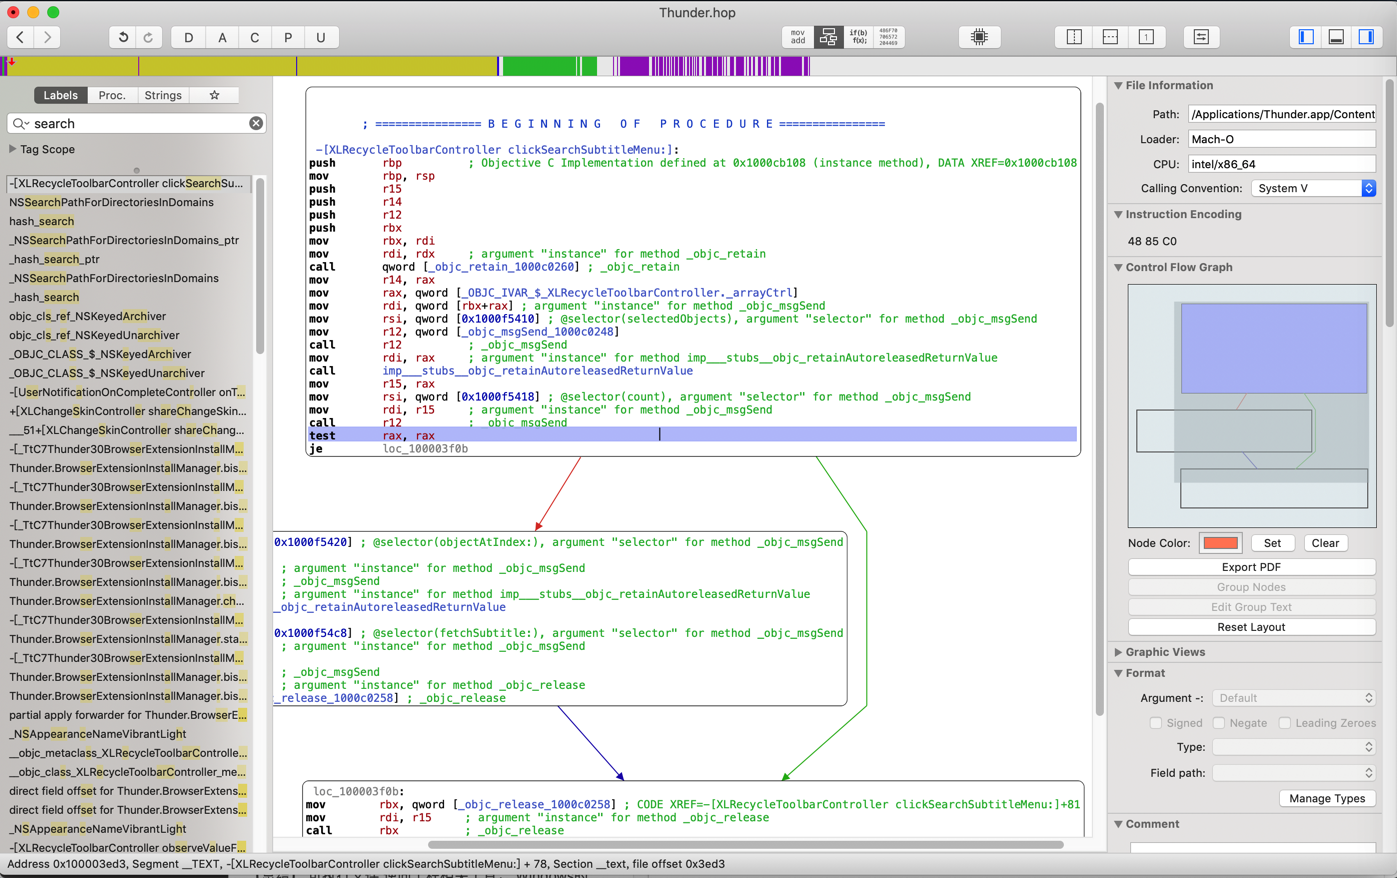 Thunder.hop
D A C P U
mov
add
if(b)
f(x);
486F70
706572
204409
1
Labels Proc. Strings
search
Tag Scope
-[XLRecycleToolbarController clickSearchSu...
NSSearchPathForDirectoriesInDomains
hash_search
_NSSearchPathForDirectoriesInDomains_ptr
_hash_search_ptr
_NSSearchPathForDirectoriesInDomains
_hash_search
objc_cls_ref_NSKeyedArchiver
objc_cls_ref_NSKeyedUnarchiver
_OBJC_CLASS_$_NSKeyedArchiver
_OBJC_CLASS_$_NSKeyedUnarchiver
-[UserNotificationOnCompleteController onT...
+[XLChangeSkinController shareChangeSkin...
___51+[XLChangeSkinController shareChang...
-[_TtC7Thunder30BrowserExtensionInstallM...
Thunder.BrowserExtensionInstallManager.bis...
-[_TtC7Thunder30BrowserExtensionInstallM...
Thunder.BrowserExtensionInstallManager.bis...
-[_TtC7Thunder30BrowserExtensionInstallM...
Thunder.BrowserExtensionInstallManager.bis...
-[_TtC7Thunder30BrowserExtensionInstallM...
Thunder.BrowserExtensionInstallManager.bis...
Thunder.BrowserExtensionInstallManager.ch...
-[_TtC7Thunder30BrowserExtensionInstallM...
Thunder.BrowserExtensionInstallManager.sta...
-[_TtC7Thunder30BrowserExtensionInstallM...
Thunder.BrowserExtensionInstallManager.bis...
Thunder.BrowserExtensionInstallManager.bis...
partial apply forwarder for Thunder.BrowserE...
_NSAppearanceNameVibrantLight
__objc_metaclass_XLRecycleToolbarControlle...
__objc_class_XLRecycleToolbarController_me...
direct field offset for Thunder.BrowserExtens...
direct field offset for Thunder.BrowserExtens...
_NSAppearanceNameVibrantLight
-[XLRecycleToolbarController observeValueF...
; ================ B E G I N N I N G   O F   P R O C E D U R E ================
-[XLRecycleToolbarController clickSearchSubtitleMenu:]:
push rbp ; Objective C Implementation defined at 0x1000cb108 (instance method), DATA XREF=0x1000cb108
mov rbp, rsp
push r15
push r14
push r12
push rbx
mov rbx, rdi
mov rdi, rdx ; argument "instance" for method _objc_retain
call qword [_objc_retain_1000c0260] ; _objc_retain
mov r14, rax
mov rax, qword [_OBJC_IVAR_$_XLRecycleToolbarController._arrayCtrl]
mov rdi, qword [rbx+rax] ; argument "instance" for method _objc_msgSend
mov rsi, qword [0x1000f5410] ; @selector(selectedObjects), argument "selector" for method _objc_msgSend
mov r12, qword [_objc_msgSend_1000c0248]
call r12 ; _objc_msgSend
mov rdi, rax ; argument "instance" for method imp___stubs__objc_retainAutoreleasedReturnValue
call imp___stubs__objc_retainAutoreleasedReturnValue
mov r15, rax
mov rsi, qword [0x1000f5418] ; @selector(count), argument "selector" for method _objc_msgSend
mov rdi, r15 ; argument "instance" for method _objc_msgSend
call r12 ; _objc_msgSend
test rax, rax
je loc_100003f0b
0x1000f5420] ; @selector(objectAtIndex:), argument "selector" for method _objc_msgSend
; argument "instance" for method _objc_msgSend
; _objc_msgSend
; argument "instance" for method imp___stubs__objc_retainAutoreleasedReturnValue
_objc_retainAutoreleasedReturnValue
0x1000f54c8] ; @selector(fetchSubtitle:), argument "selector" for method _objc_msgSend
; argument "instance" for method _objc_msgSend
; _objc_msgSend
; argument "instance" for method _objc_release
_release_1000c0258] ; _objc_release
loc_100003f0b:
mov rbx, qword [_objc_release_1000c0258] ; CODE XREF=-[XLRecycleToolbarController clickSearchSubtitleMenu:]+81
mov rdi, r15 ; argument "instance" for method _objc_release
call rbx ; _objc_release
File Information
Path: /Applications/Thunder.app/Content
Loader: Mach-O
CPU: intel/x86_64
Calling Convention: System V
Instruction Encoding
48 85 C0
Control Flow Graph
Node Color: Set Clear
Export PDF
Group Nodes
Edit Group Text
Reset Layout
Graphic Views
Format
Argument -: Default
Signed Negate Leading Zeroes
Type:
Field path:
Manage Types
Comment
Address 0x100003ed3, Segment __TEXT, -[XLRecycleToolbarController clickSearchSubtitleMenu:] + 78, Section __text, file offset 0x3ed3